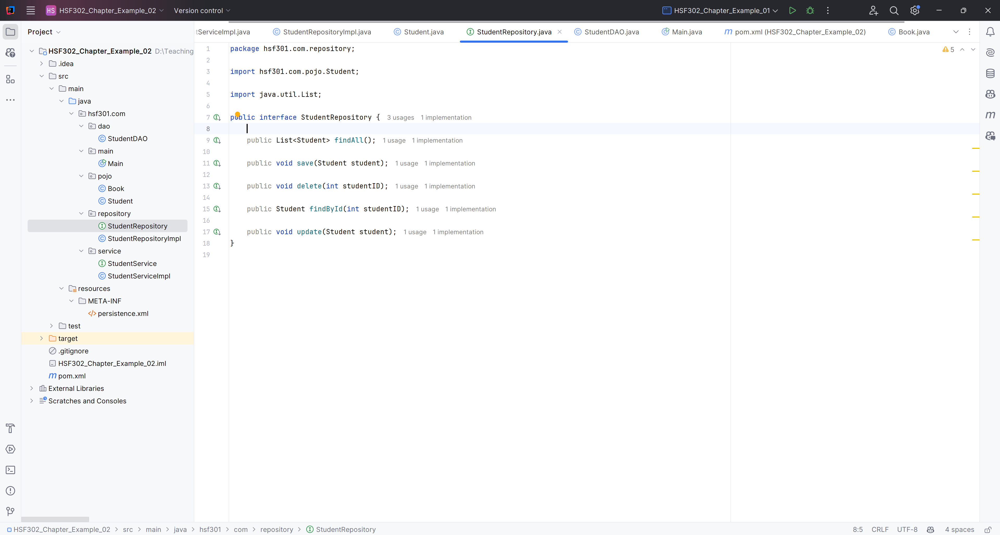 HS HSF302_Chapter_Example_02 Version control HSF302_Chapter_Example_01
Project
tServiceImpl.java StudentRepositoryImpl.java Student.java StudentRepository.java StudentDAO.java Main.java pom.xml (HSF302_Chapter_Example_02) Book.java
HSF302_Chapter_Example_02 D:\Teaching
.idea
src
main
java
hsf301.com
dao
StudentDAO
main
Main
pojo
Book
Student
repository
StudentRepository
StudentRepositoryImpl
service
StudentService
StudentServiceImpl
resources
META-INF
persistence.xml
test
target
.gitignore
HSF302_Chapter_Example_02.iml
pom.xml
External Libraries
Scratches and Consoles
5
1 package hsf301.com.repository;
2
3 import hsf301.com.pojo.Student;
4
5 import java.util.List;
6
7 public interface StudentRepository { 3 usages 1 implementation
8
9 public List<Student> findAll(); 1 usage 1 implementation
10
11 public void save(Student student); 1 usage 1 implementation
12
13 public void delete(int studentID); 1 usage 1 implementation
14
15 public Student findById(int studentID); 1 usage 1 implementation
16
17 public void update(Student student); 1 usage 1 implementation
18 }
19
HSF302_Chapter_Example_02 > src > main > java > hsf301 > com > repository > StudentRepository 8:5 CRLF UTF-8 4 spaces